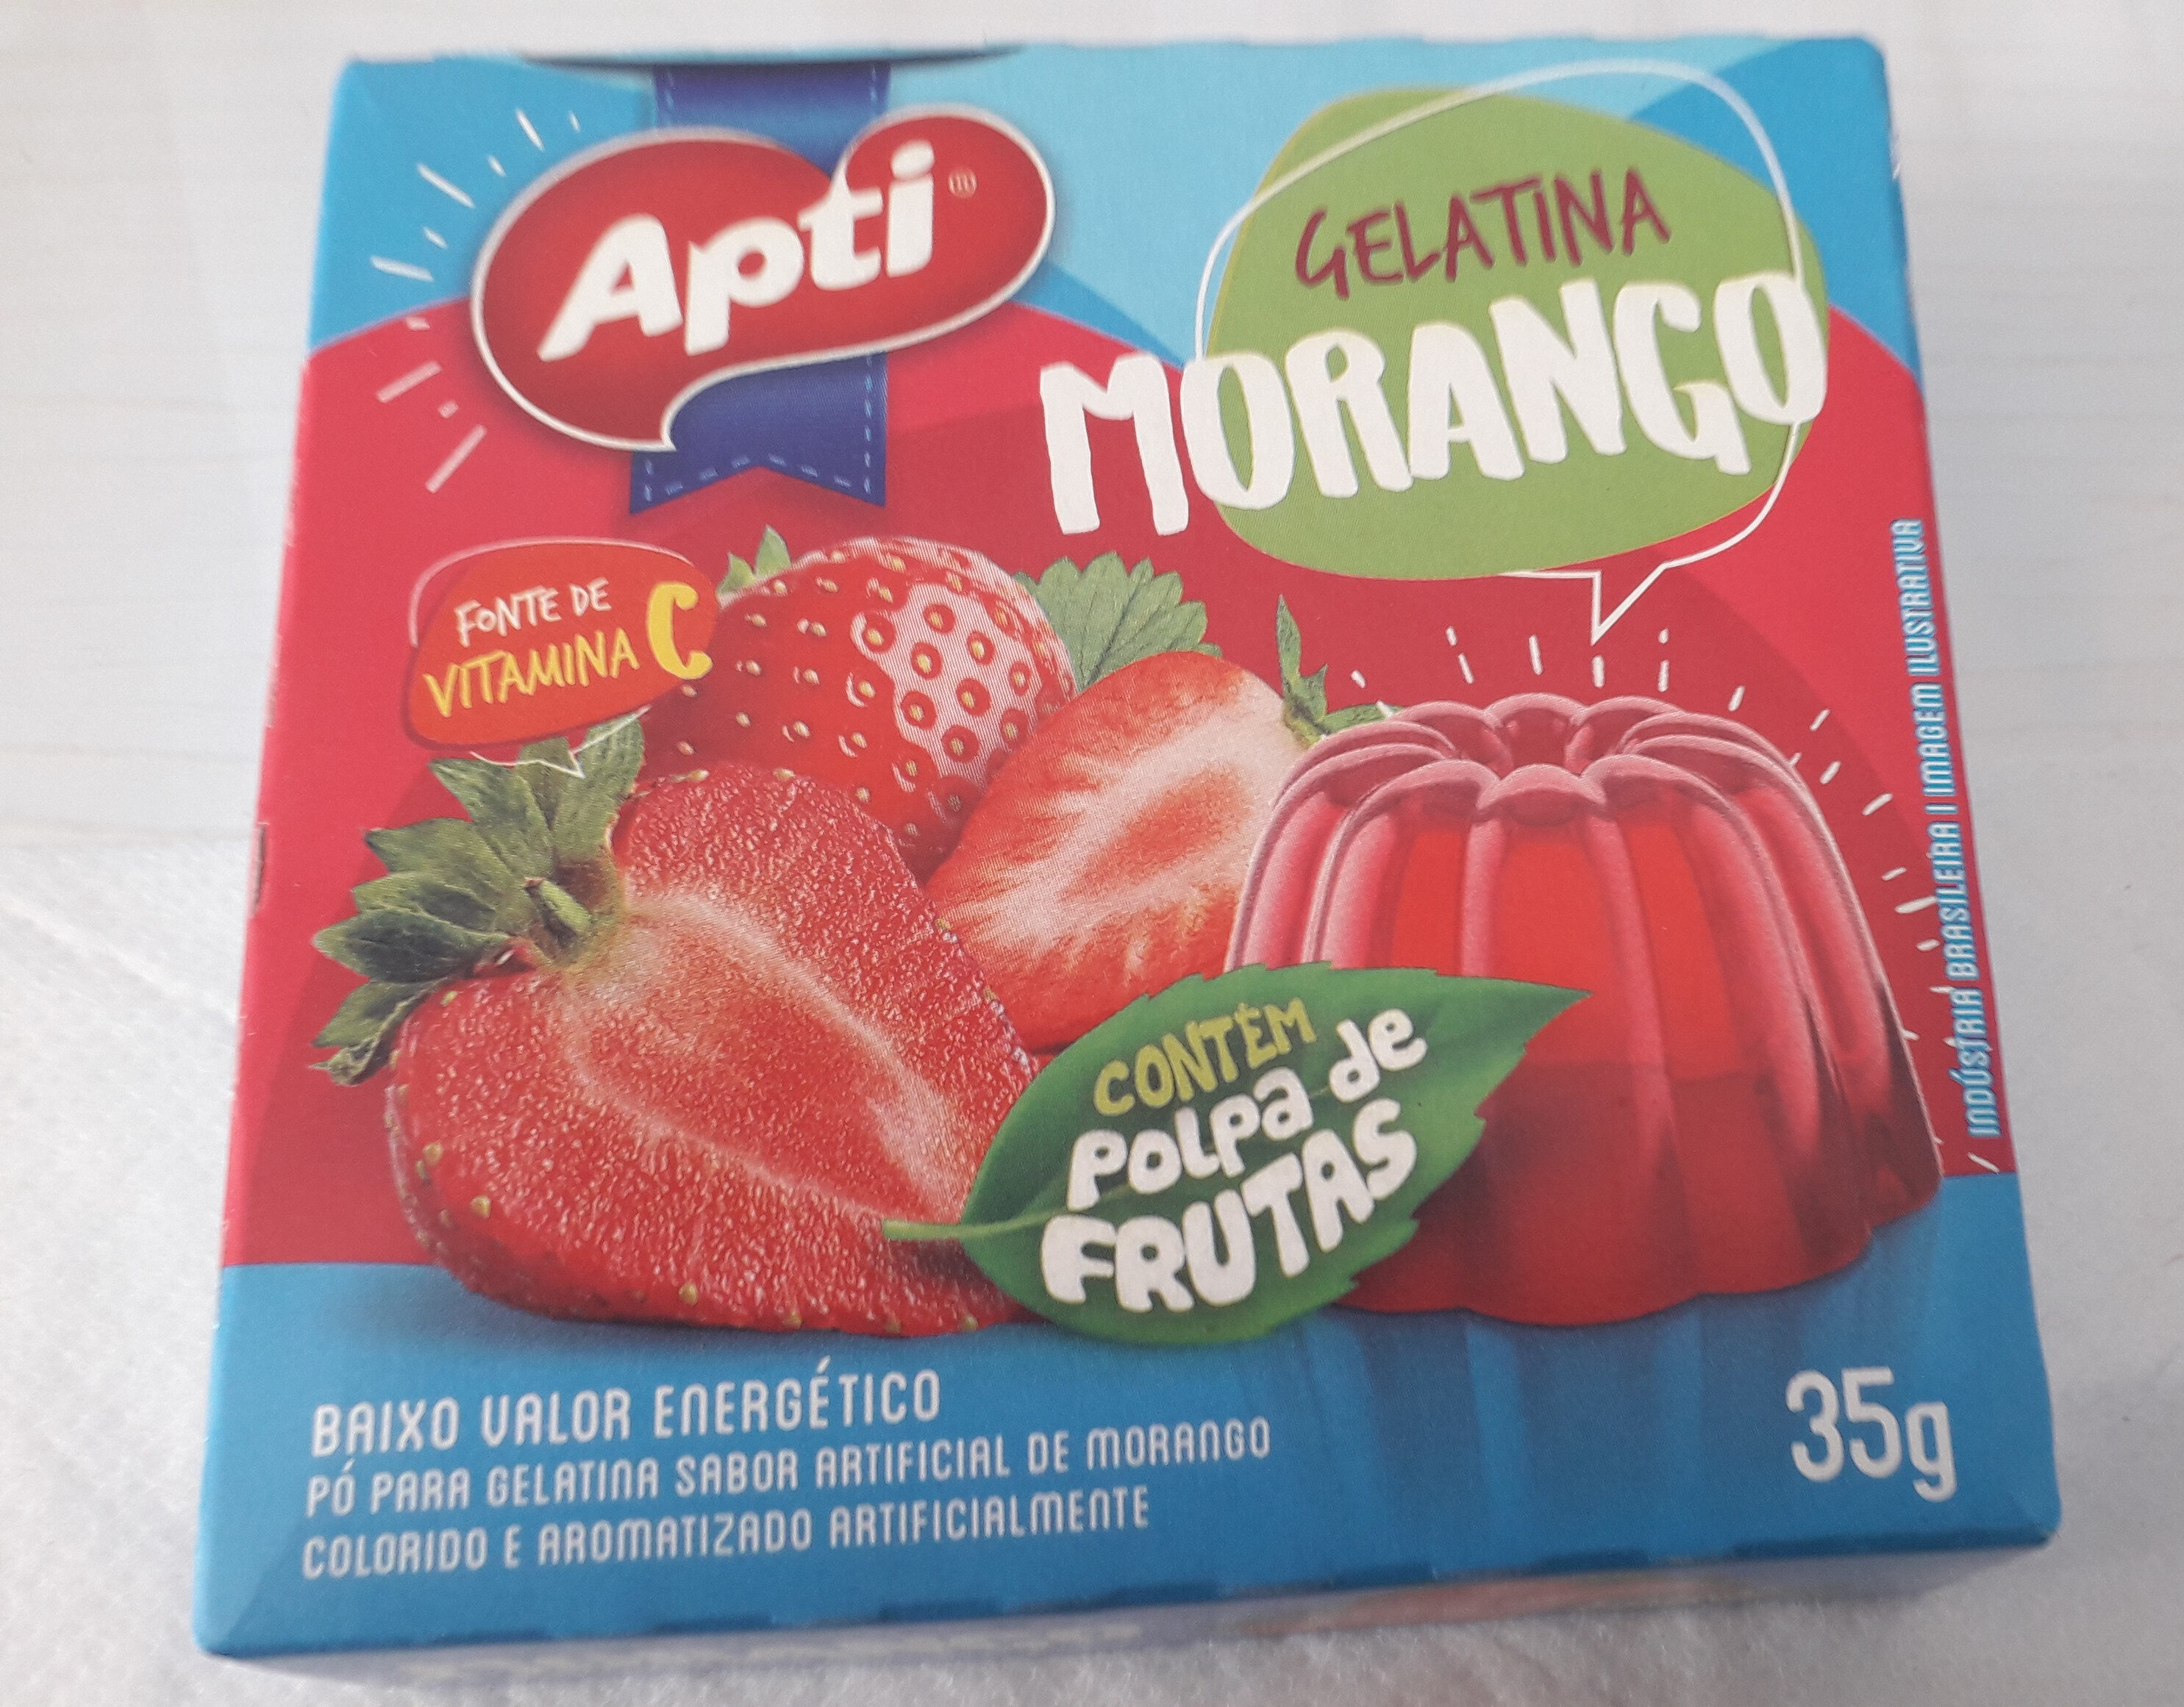 Apti®
GELATINA
MORANGO
FONTE DE
VITAMINA C
CONTÉM
POLPA de
FRUTAS
INDÚSTRIA BRASILEIRA | IMAGEM ILUSTRATIVA
BAIXO VALOR ENERGÉTICO
PÓ PARA GELATINA SABOR ARTIFICIAL DE MORANGO
COLORIDO E AROMATIZADO ARTIFICIALMENTE
35g